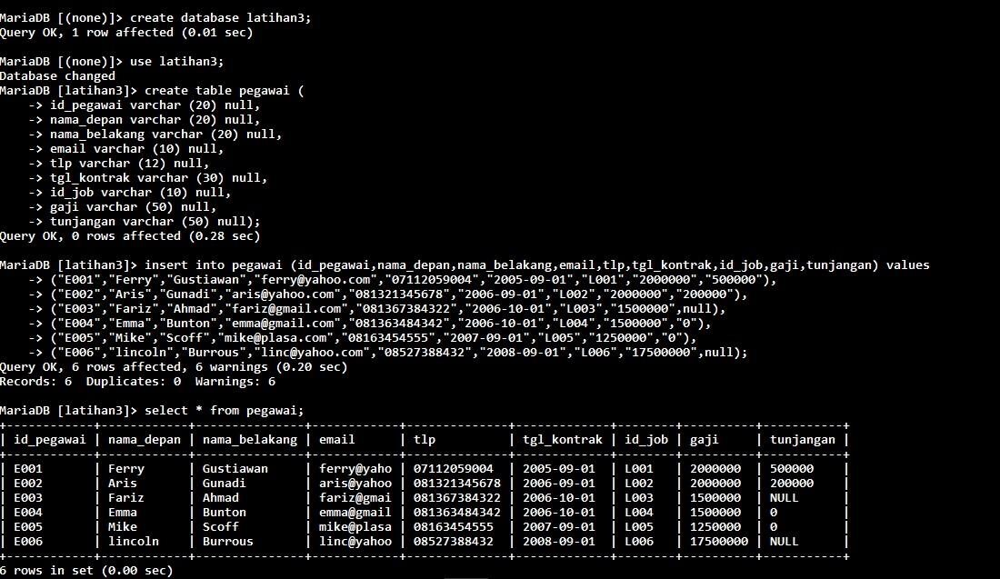 MariaDB [(none)]> create database latihan3;
Query OK, 1 row affected (0.01 sec)
MariaDB [(none)]> use latihan3;
Database changed
MariaDB [latihan3]> create table pegawai (
    -> id_pegawai varchar (20) null,
    -> nama_depan varchar (20) null,
    -> nama_belakang varchar (20) null,
    -> email varchar (10) null,
    -> tlp varchar (12) null,
    -> tgl_kontrak varchar (30) null,
    -> id_job varchar (10) null,
    -> gaji varchar (50) null,
    -> tunjangan varchar (50) null);
Query OK, 0 rows affected (0.28 sec)
MariaDB [latihan3]> insert into pegawai (id_pegawai,nama_depan,nama_belakang,email,tlp,tgl_kontrak,id_job,gaji,tunjangan) values
    -> ("E001","Ferry","Gustiawan","ferry@yahoo.com","07112059004","2005-09-01","L001","2000000","500000"),
    -> ("E002","Aris","Gunadi","aris@yahoo.com","081321345678","2006-09-01","L002","2000000","200000"),
    -> ("E003","Fariz","Ahmad","fariz@gmail.com","081367384322","2006-10-01","L003","1500000",null),
    -> ("E004","Emma","Bunton","emma@gmail.com","081363484342","2006-10-01","L004","1500000","0"),
    -> ("E005","Mike","Scoff","mike@plasa.com","08163454555","2007-09-01","L005","1250000","0"),
    -> ("E006","lincoln","Burrous","linc@yahoo.com","08527388432","2008-09-01","L006","17500000",null);
Query OK, 6 rows affected, 6 warnings (0.20 sec)
Records: 6  Duplicates: 0  Warnings: 6
MariaDB [latihan3]> select * from pegawai;
+------------+------------+---------------+------------+--------------+-------------+--------+----------+-----------+
| id_pegawai | nama_depan | nama_belakang | email      | tlp          | tgl_kontrak | id_job | gaji     | tunjangan |
+------------+------------+---------------+------------+--------------+-------------+--------+----------+-----------+
| E001       | Ferry      | Gustiawan     | ferry@yaho | 07112059004  | 2005-09-01  | L001   | 2000000  | 500000    |
| E002       | Aris       | Gunadi        | aris@yahoo | 081321345678 | 2006-09-01  | L002   | 2000000  | 200000    |
| E003       | Fariz      | Ahmad         | fariz@gmai | 081367384322 | 2006-10-01  | L003   | 1500000  | NULL      |
| E004       | Emma       | Bunton        | emma@gmail | 081363484342 | 2006-10-01  | L004   | 1500000  | 0         |
| E005       | Mike       | Scoff         | mike@plasa | 08163454555  | 2007-09-01  | L005   | 1250000  | 0         |
| E006       | lincoln    | Burrous       | linc@yahoo | 08527388432  | 2008-09-01  | L006   | 17500000 | NULL      |
+------------+------------+---------------+------------+--------------+-------------+--------+----------+-----------+
6 rows in set (0.00 sec)